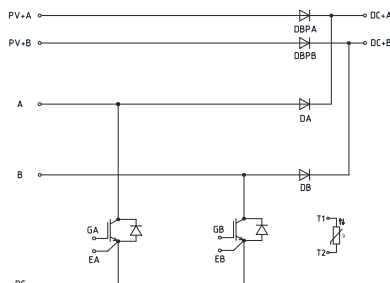 PV+A DC+A
DBPA
PV+B DC+B
DBPB
A
DA
B
DB
GA GB T1
EA EB T2